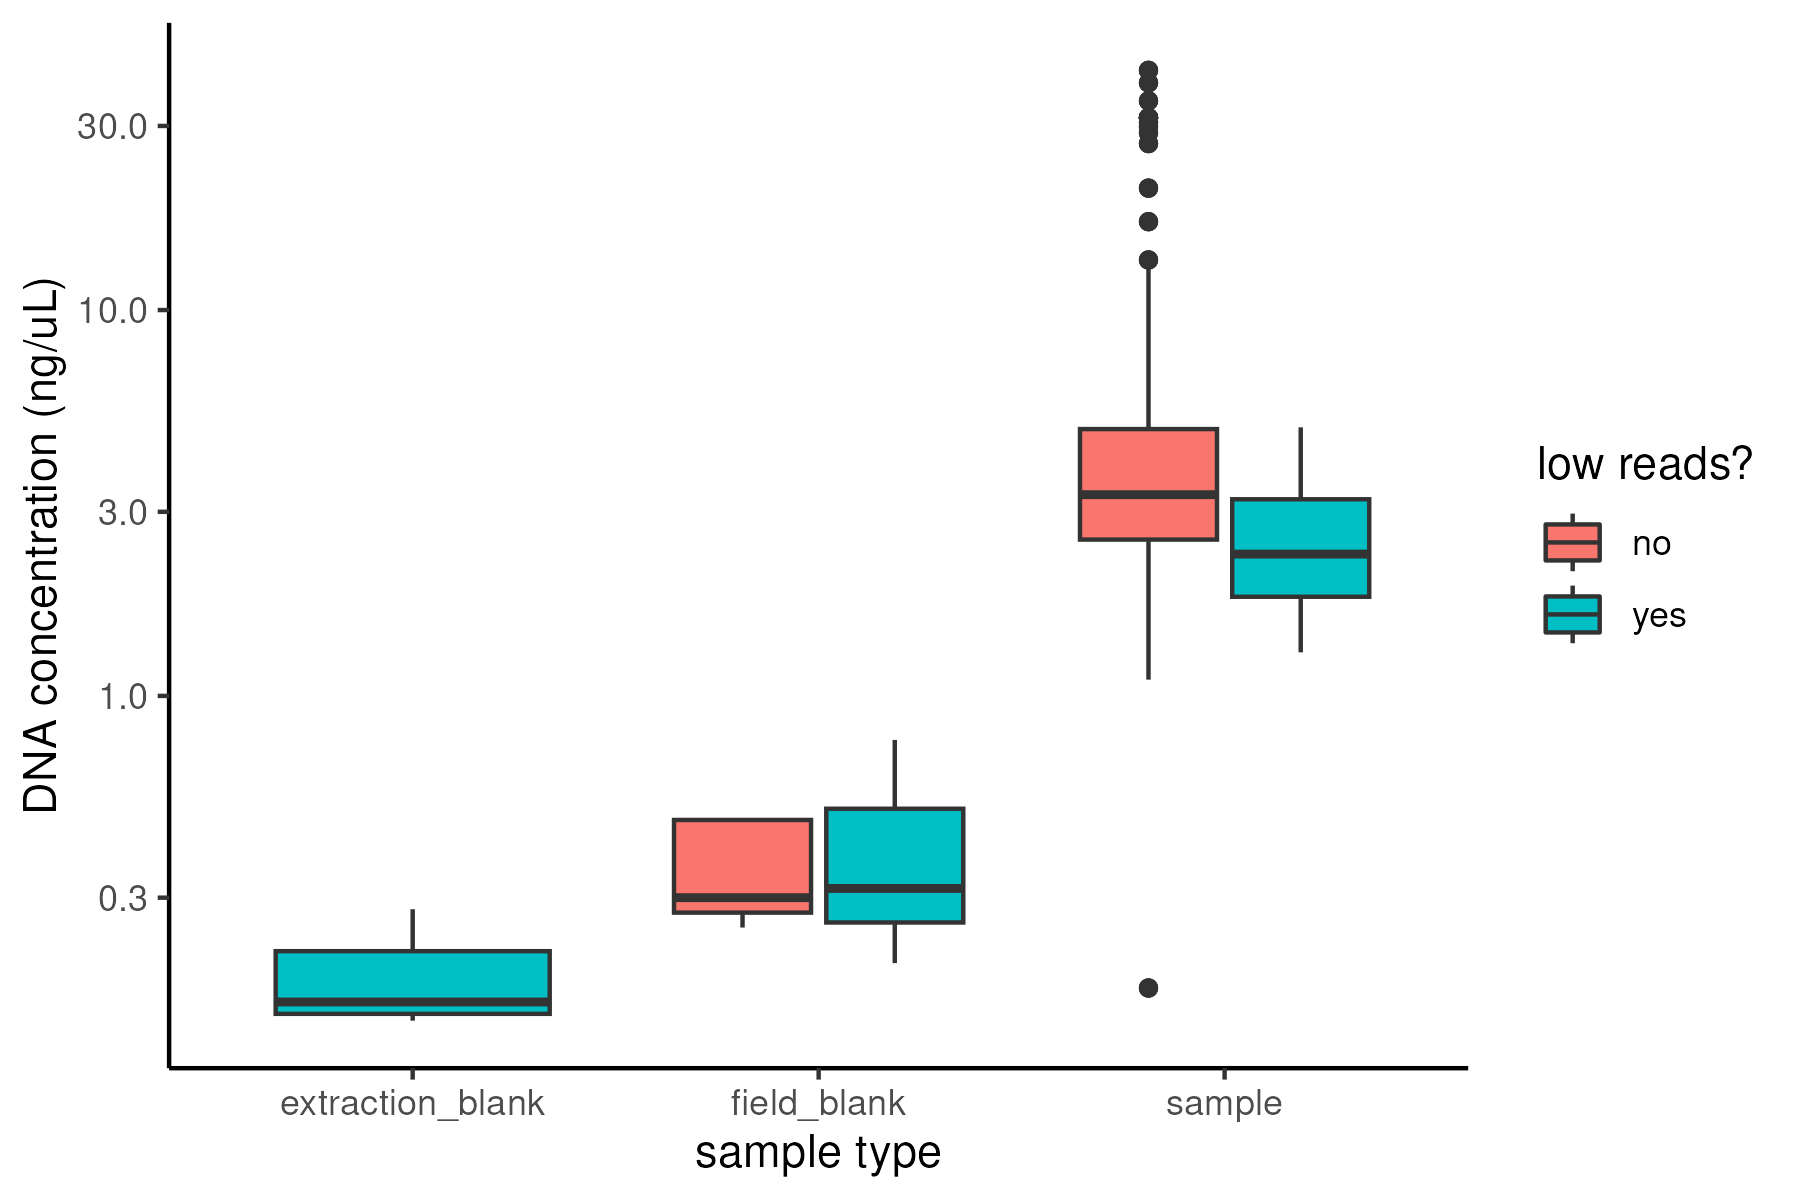 DNA concentration (ng/uL)
30.0
10.0
3.0
1.0
0.3
extraction_blank
field_blank
sample
sample type
low reads?
no
yes